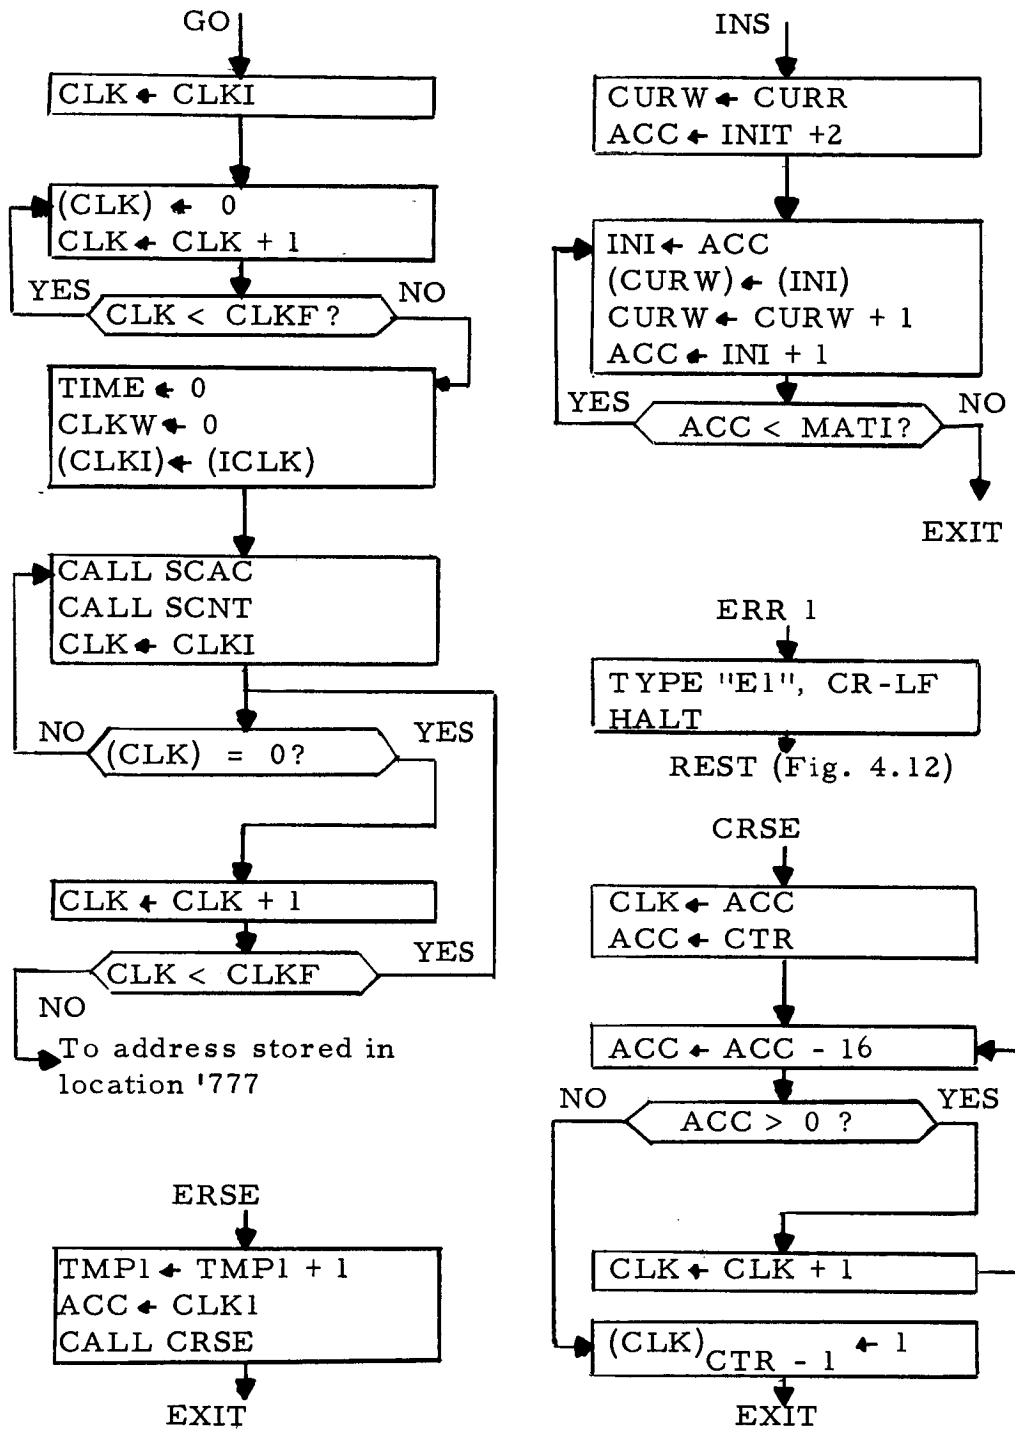 GO
CLK ← CLKI
(CLK) ← 0
CLK ← CLK + 1
YES
NO
CLK < CLKF?
TIME ← 0
CLKW ← 0
(CLKI) ← (ICLK)
CALL SCAC
CALL SCNT
CLK ← CLKI
NO
YES
(CLK) = 0?
CLK ← CLK + 1
YES
CLK < CLKF
NO
To address stored in
location '777
ERSE
TMP1 ← TMP1 + 1
ACC ← CLK1
CALL CRSE
EXIT
INS
CURW ← CURR
ACC ← INIT +2
INI ← ACC
(CURW) ← (INI)
CURW ← CURW + 1
ACC ← INI + 1
YES
NO
ACC < MATI?
EXIT
ERR 1
TYPE "E1", CR-LF
HALT
REST (Fig. 4.12)
CRSE
CLK ← ACC
ACC ← CTR
ACC ← ACC - 16
NO
YES
ACC > 0 ?
CLK ← CLK + 1
(CLK) CTR - 1 ← 1
EXIT